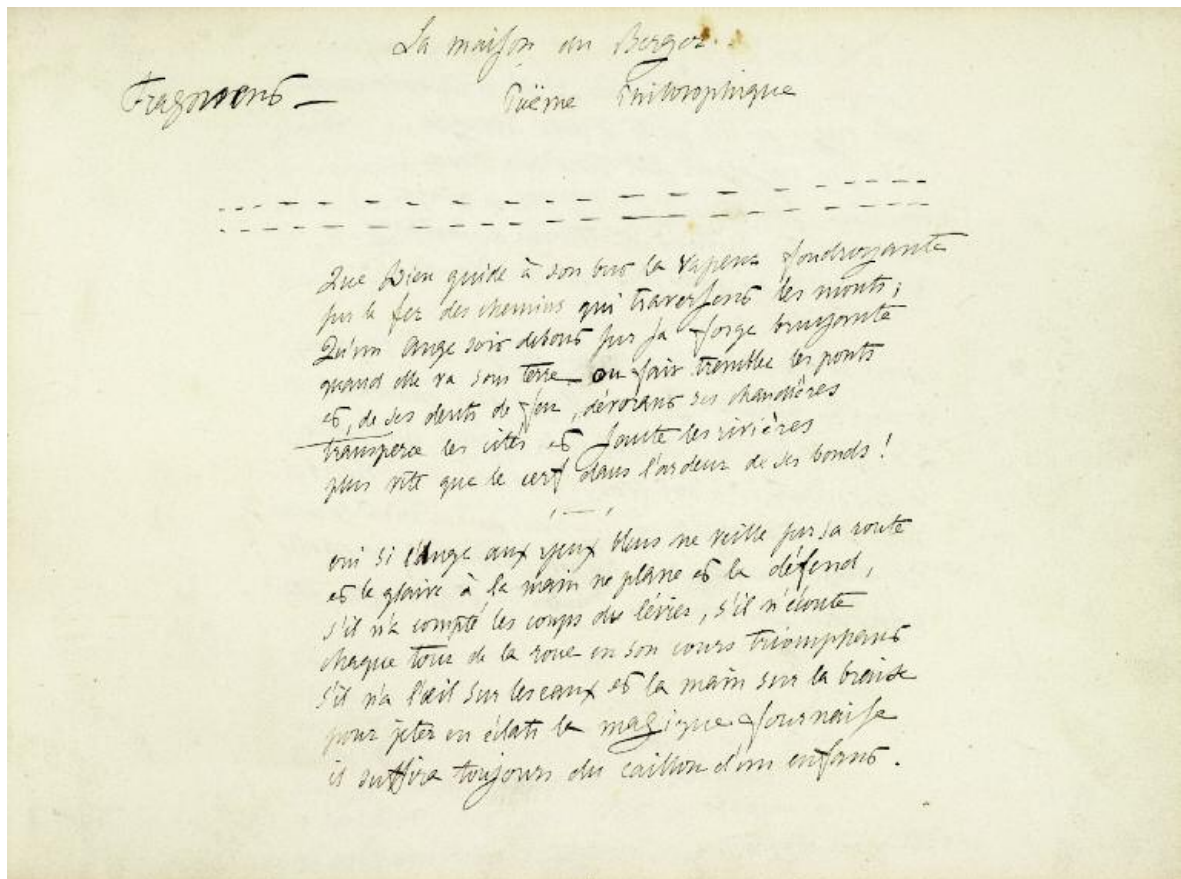 La maison du Berger.
Fragmens — Poëme Philosophique
Que Dieu guide à son but la vapeur foudroyante
sur le fer des chemins qui traversent les monts ;
Qu'un Ange soit debout sur sa forge bruyante
quand elle va sous terre ou fait trembler les ponts
et, de ses dents de feu, dévorant ses chaudières
transperce les cités et saute les rivières
plus vite que le cerf dans l'ardeur de ses bonds !
oui si l'Ange aux yeux bleus ne veille sur sa route
et le glaive à la main ne plane et la défend,
s'il n'a compté les coups du lévier, s'il n'écoute
chaque tour de la roue en son cours triomphant
s'il n'a l'œil sur les eaux et la main sur la braise
pour jeter en éclats la magique fournaise
il suffira toujours du caillou d'un enfant.